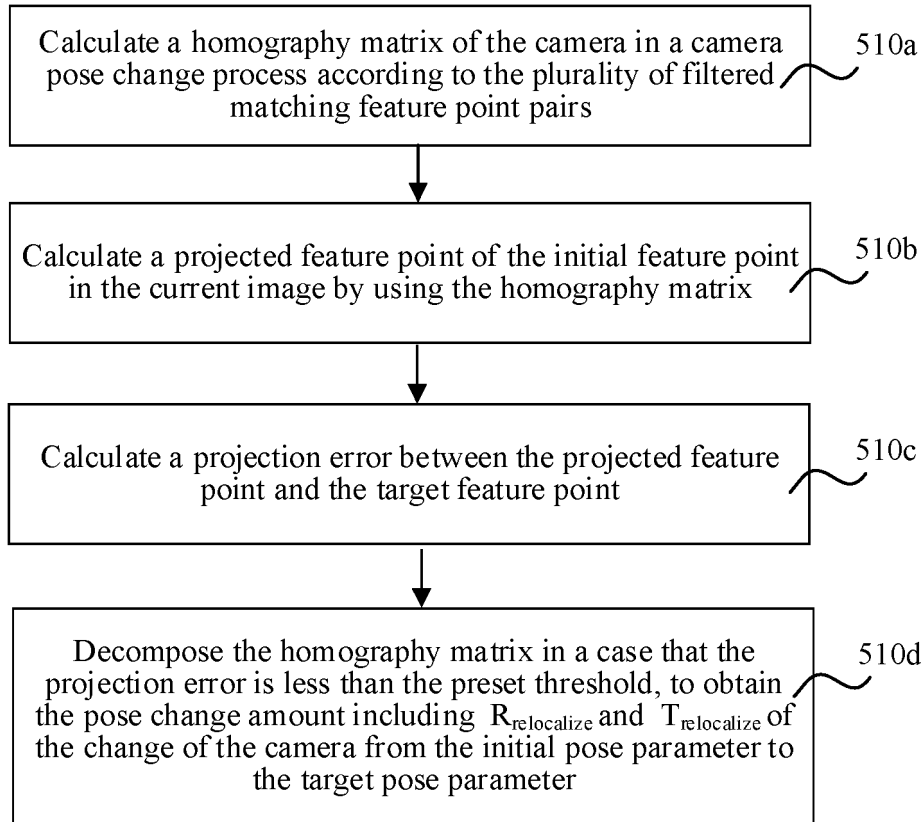 Calculate a homography matrix of the camera in a camera
pose change process according to the plurality of filtered
matching feature point pairs
510a
Calculate a projected feature point of the initial feature point
in the current image by using the homography matrix
510b
Calculate a projection error between the projected feature
point and the target feature point
510c
Decompose the homography matrix in a case that the
projection error is less than the preset threshold, to obtain
the pose change amount including R_relocalize and T_relocalize of
the change of the camera from the initial pose parameter to
the target pose parameter
510d